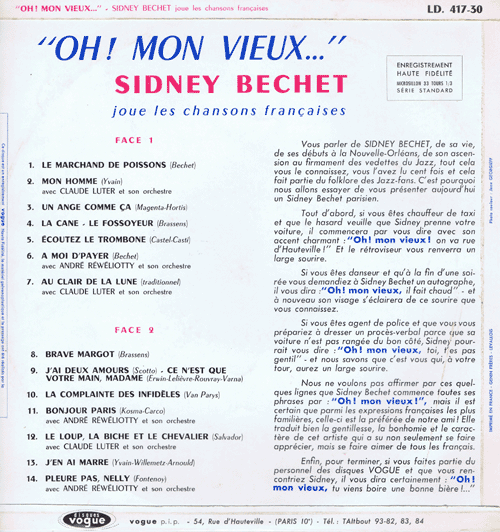 "OH! MON VIEUX..." - SIDNEY BECHET joue les chansons françaises
LD. 417-30
"OH! MON VIEUX..."
SIDNEY BECHET
joue les chansons françaises
ENREGISTREMENT
HAUTE FIDÉLITÉ
MICROSILLON 33 TOURS 1/3
SÉRIE STANDARD
FACE 1
1. LE MARCHAND DE POISSONS (Bechet)
2. MON HOMME (Yvain)
avec CLAUDE LUTER et son orchestre
3. UN ANGE COMME ÇA (Magenta-Hortis)
4. LA CANE - LE FOSSOYEUR (Brassens)
5. ÉCOUTEZ LE TROMBONE (Castel-Casti)
6. A MOI D'PAYER (Bechet)
avec ANDRÉ RÉWÉLIOTTY et son orchestre
7. AU CLAIR DE LA LUNE (traditionnel)
avec CLAUDE LUTER et son orchestre
FACE 2
8. BRAVE MARGOT (Brassens)
9. J'AI DEUX AMOURS (Scotto) - CE N'EST QUE
VOTRE MAIN, MADAME (Erwin-Lelièvre-Rouvray-Varna)
10. LA COMPLAINTE DES INFIDÈLES (Van Parys)
11. BONJOUR PARIS (Kosma-Carco)
avec ANDRÉ RÉWÉLIOTTY et son orchestre
12. LE LOUP, LA BICHE ET LE CHEVALIER (Salvador)
avec CLAUDE LUTER et son orchestre
13. J'EN AI MARRE (Yvain-Willemetz-Arnould)
14. PLEURE PAS, NELLY (Fontenoy)
avec ANDRÉ RÉWÉLIOTTY et son orchestre
Vous parler de SIDNEY BECHET, de sa vie,
de ses débuts à la Nouvelle-Orléans, de son ascen-
sion au firmament des vedettes du Jazz, tout cela
vous le connaissez, vous l'avez lu cent fois et cela
fait partie du folklore des Jazz-fans. C'est pourquoi
nous allons essayer de vous présenter aujourd'hui
un Sidney Bechet parisien.
Tout d'abord, si vous êtes chauffeur de taxi
et que le hasard veuille que Sidney prenne votre
voiture, il commencera par vous dire avec son
accent charmant : "Oh! mon vieux! on va rue
d'Hauteville!" Et le rétroviseur vous renverra un
large sourire.
Si vous êtes danseur et qu'à la fin d'une soi-
rée vous demandiez à Sidney Bechet un autographe,
il vous dira : "Oh! mon vieux, il fait chaud" - et
à nouveau son visage s'éclairera de ce sourire que
vous connaissez.
Si vous êtes agent de police et que vous vous
prépariez à dresser un procès-verbal parce que sa
voiture n'est pas rangée du bon côté, Sidney pour-
rait vous dire : "Oh! mon vieux, toi, t'es pas
gentil" - et nous savons que c'est vous qui, à votre
tour, aurez un large sourire.
Nous ne voulons pas affirmer par ces quel-
ques lignes que Sidney Bechet commence toutes ses
phrases par : "Oh! mon vieux!", mais il est
certain que parmi les expressions françaises les plus
familières, celle-ci est la préférée de notre ami! Elle
traduit bien la gentillesse, la bonhomie et le carac-
tère de cet artiste qui a su non seulement se faire
apprécier, mais se faire aimer de tous les français.
Enfin, pour terminer, si vous faites partie du
personnel des disques VOGUE et que vous ren-
contriez Sidney, il vous dira certainement : "Oh!
mon vieux, tu viens boire une bonne bière!..."
disques
vogue
vogue p.i.p. - 54, Rue d'Hauteville - (PARIS 10°) - Tél. : TAItbout 93-82, 83, 84